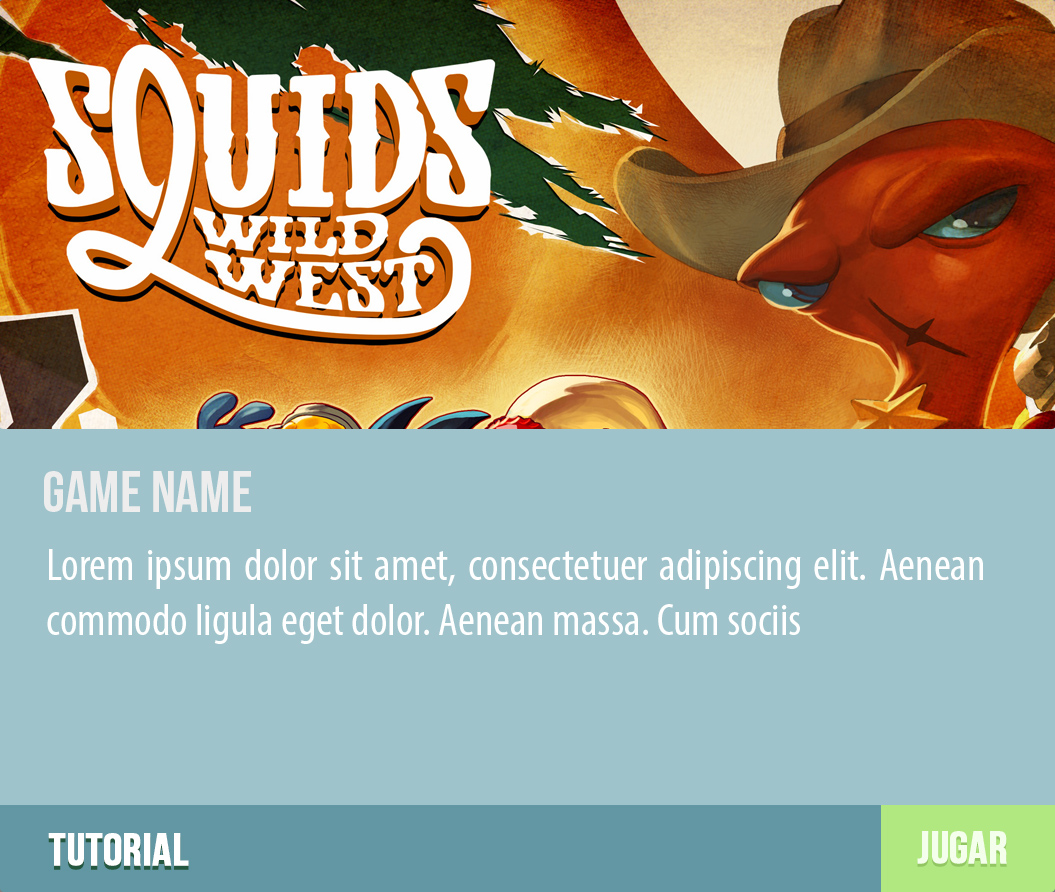 SQUIDS
WILD
WEST
GAME NAME
Lorem ipsum dolor sit amet, consectetuer adipiscing elit. Aenean
commodo ligula eget dolor. Aenean massa. Cum sociis
TUTORIAL
JUGAR